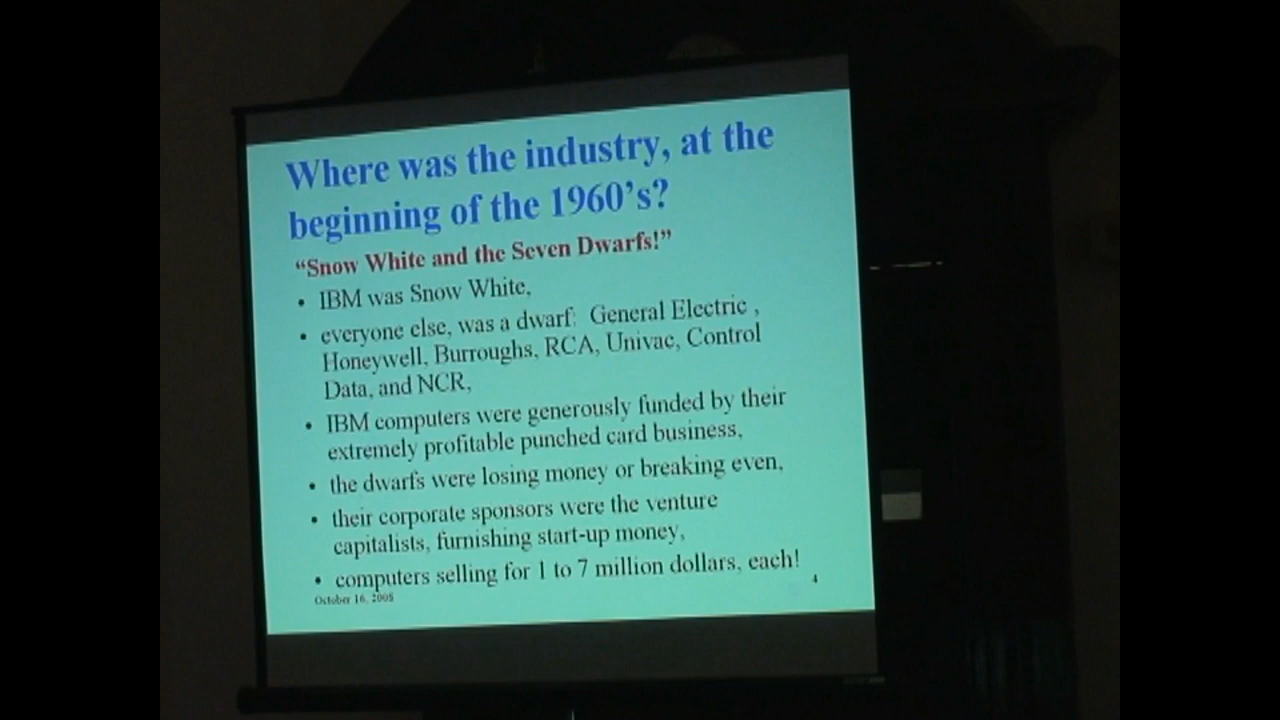 Where was the industry, at the
beginning of the 1960's?
“Snow White and the Seven Dwarfs!”
• IBM was Snow White,
• everyone else, was a dwarf: General Electric ,
Honeywell, Burroughs, RCA, Univac, Control
Data, and NCR,
• IBM computers were generously funded by their
extremely profitable punched card business,
• the dwarfs were losing money or breaking even,
• their corporate sponsors were the venture
capitalists, furnishing start-up money,
• computers selling for 1 to 7 million dollars, each!
October 16,
4